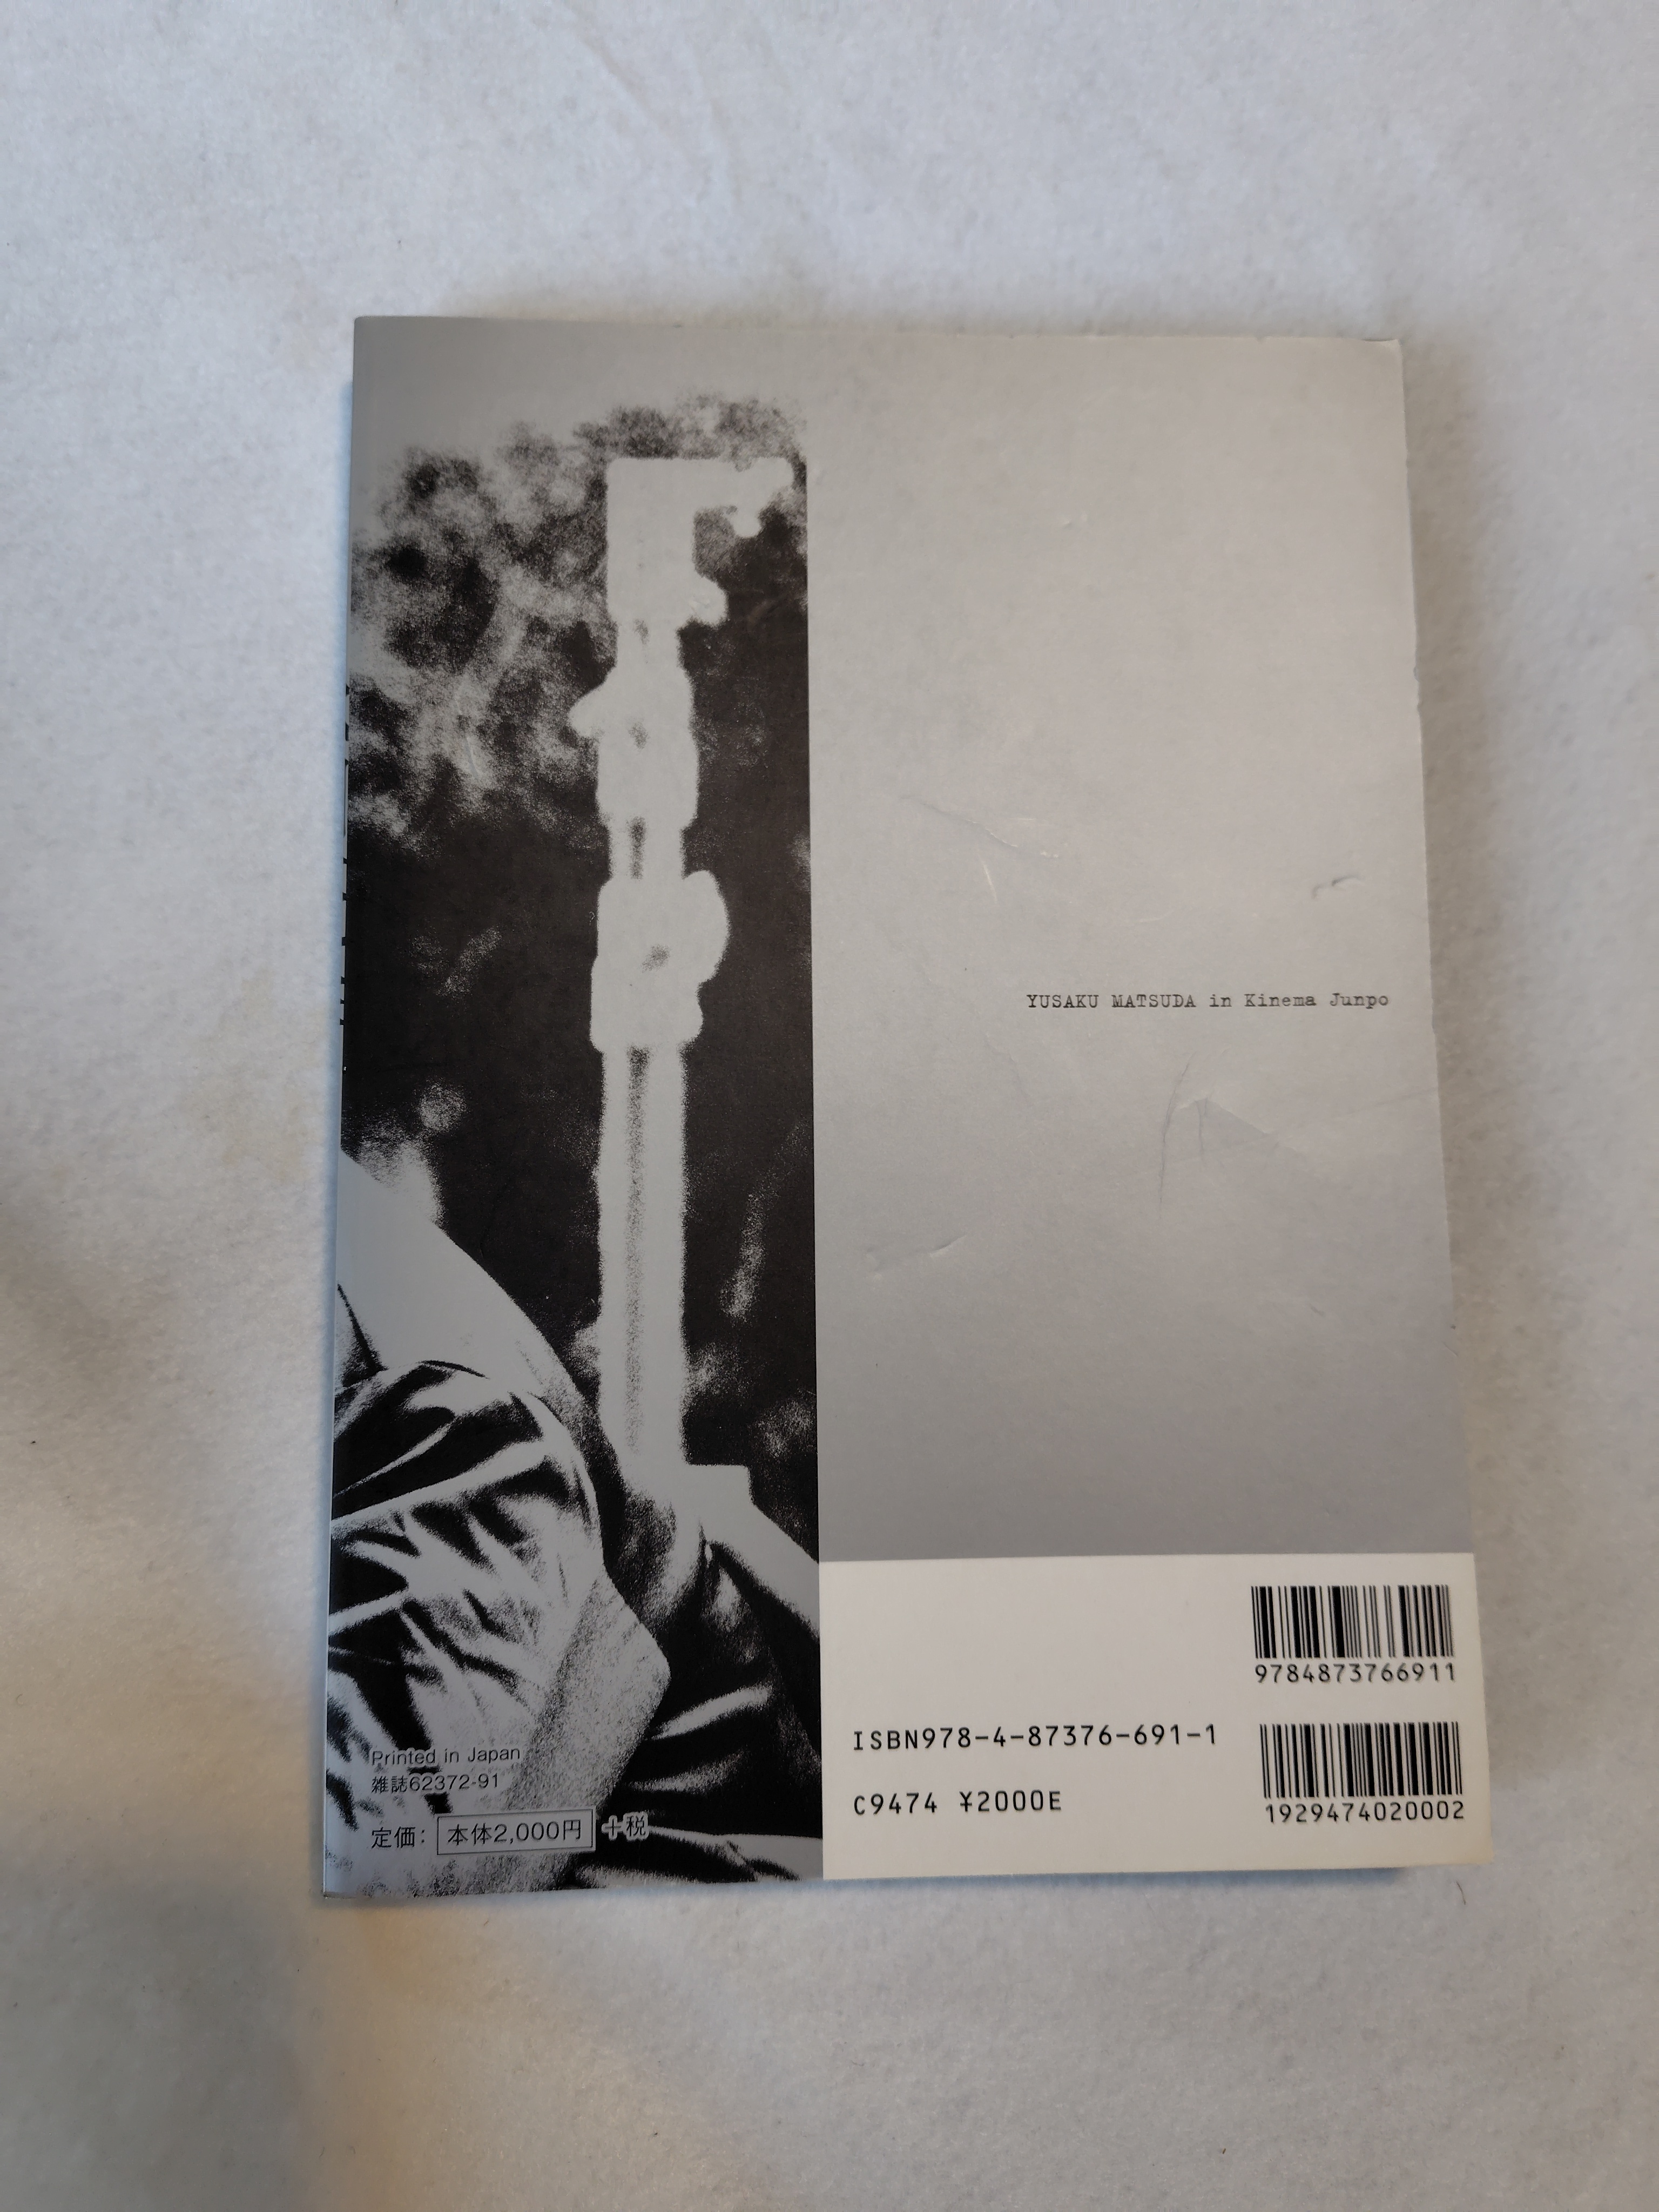 YUSAKU MATSUDA in Kinema Junpo
9784873766911
ISBN978-4-87376-691-1
C9474 ¥2000E
1929474020002
Printed in Japan
雑誌62372-91
定価: 本体2,000円 +税